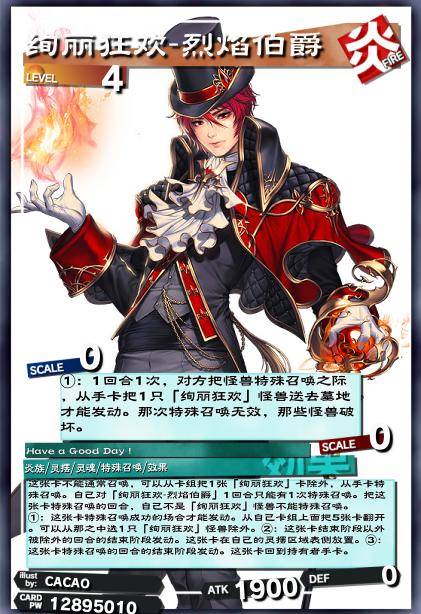 绚丽狂欢-烈焰伯爵
炎
FIRE
LEVEL
4
SCALE 0
①：1回合1次，对方把怪兽特殊召唤之际，
从手卡把1只「绚丽狂欢」怪兽送去墓地
才能发动。那次特殊召唤无效，那些怪兽破
坏。
SCALE 0
Have a Good Day !
炎族/灵摆/灵魂/特殊召唤/效果
这张卡不能通常召唤，可以从卡组把1张「绚丽狂欢」卡除外，从手卡特
殊召唤。自己对「绚丽狂欢-烈焰伯爵」1回合只能有1次特殊召唤。把这
张卡特殊召唤的回合，自己不是「绚丽狂欢」怪兽不能特殊召唤。
①：这张卡特殊召唤成功的场合才能发动。从自己卡组上面把5张卡翻开
。可以从那之中选1只「绚丽狂欢」怪兽除外。②：这张卡结束阶段以外
被除外的回合的结束阶段发动。这张卡在自己的灵摆区域表侧放置。③：
这张卡特殊召唤的回合的结束阶段发动。这张卡回到持有者手卡。
illust by: CACAO
ATK 1900
DEF 0
CARD PW 12895010